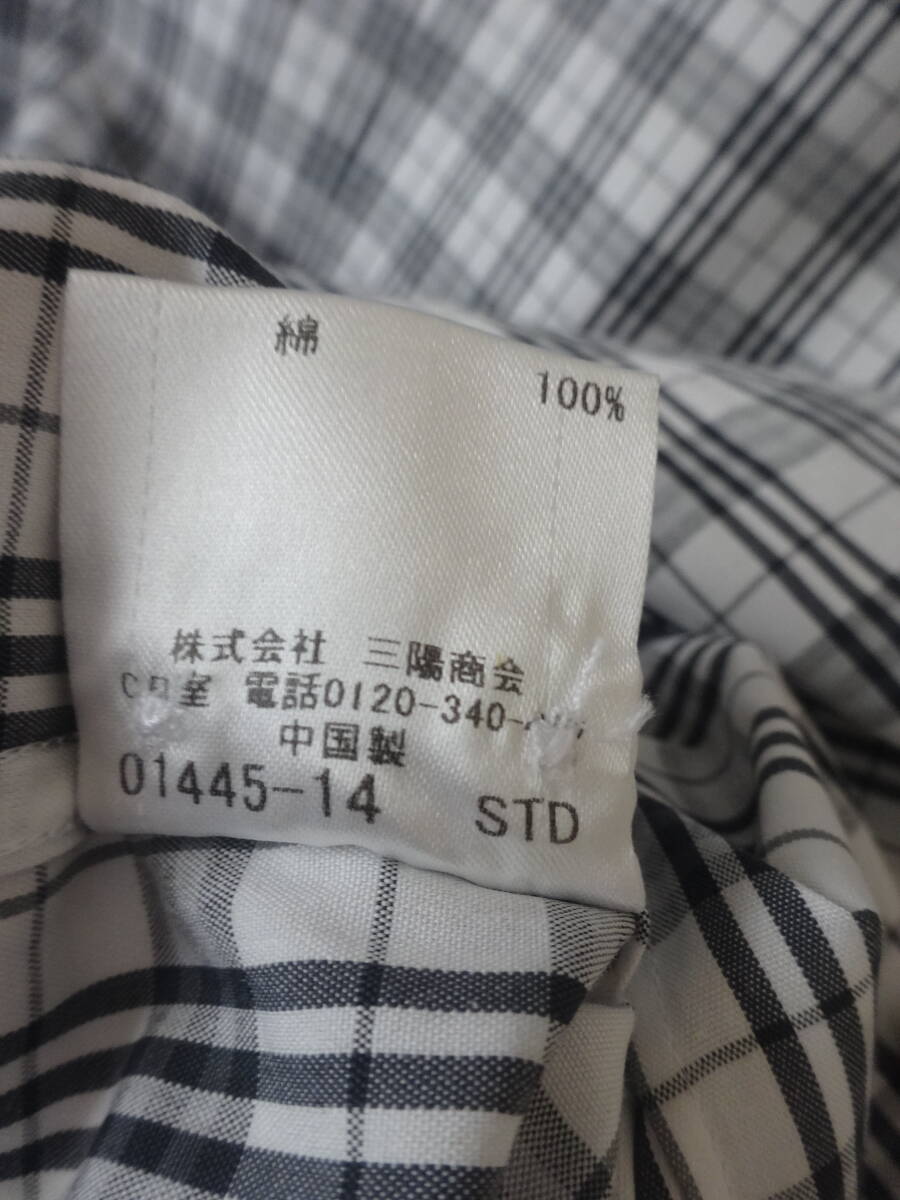 綿 100%
株式会社 三陽商会
室 電話0120-340-
中国製
01445-14 STD